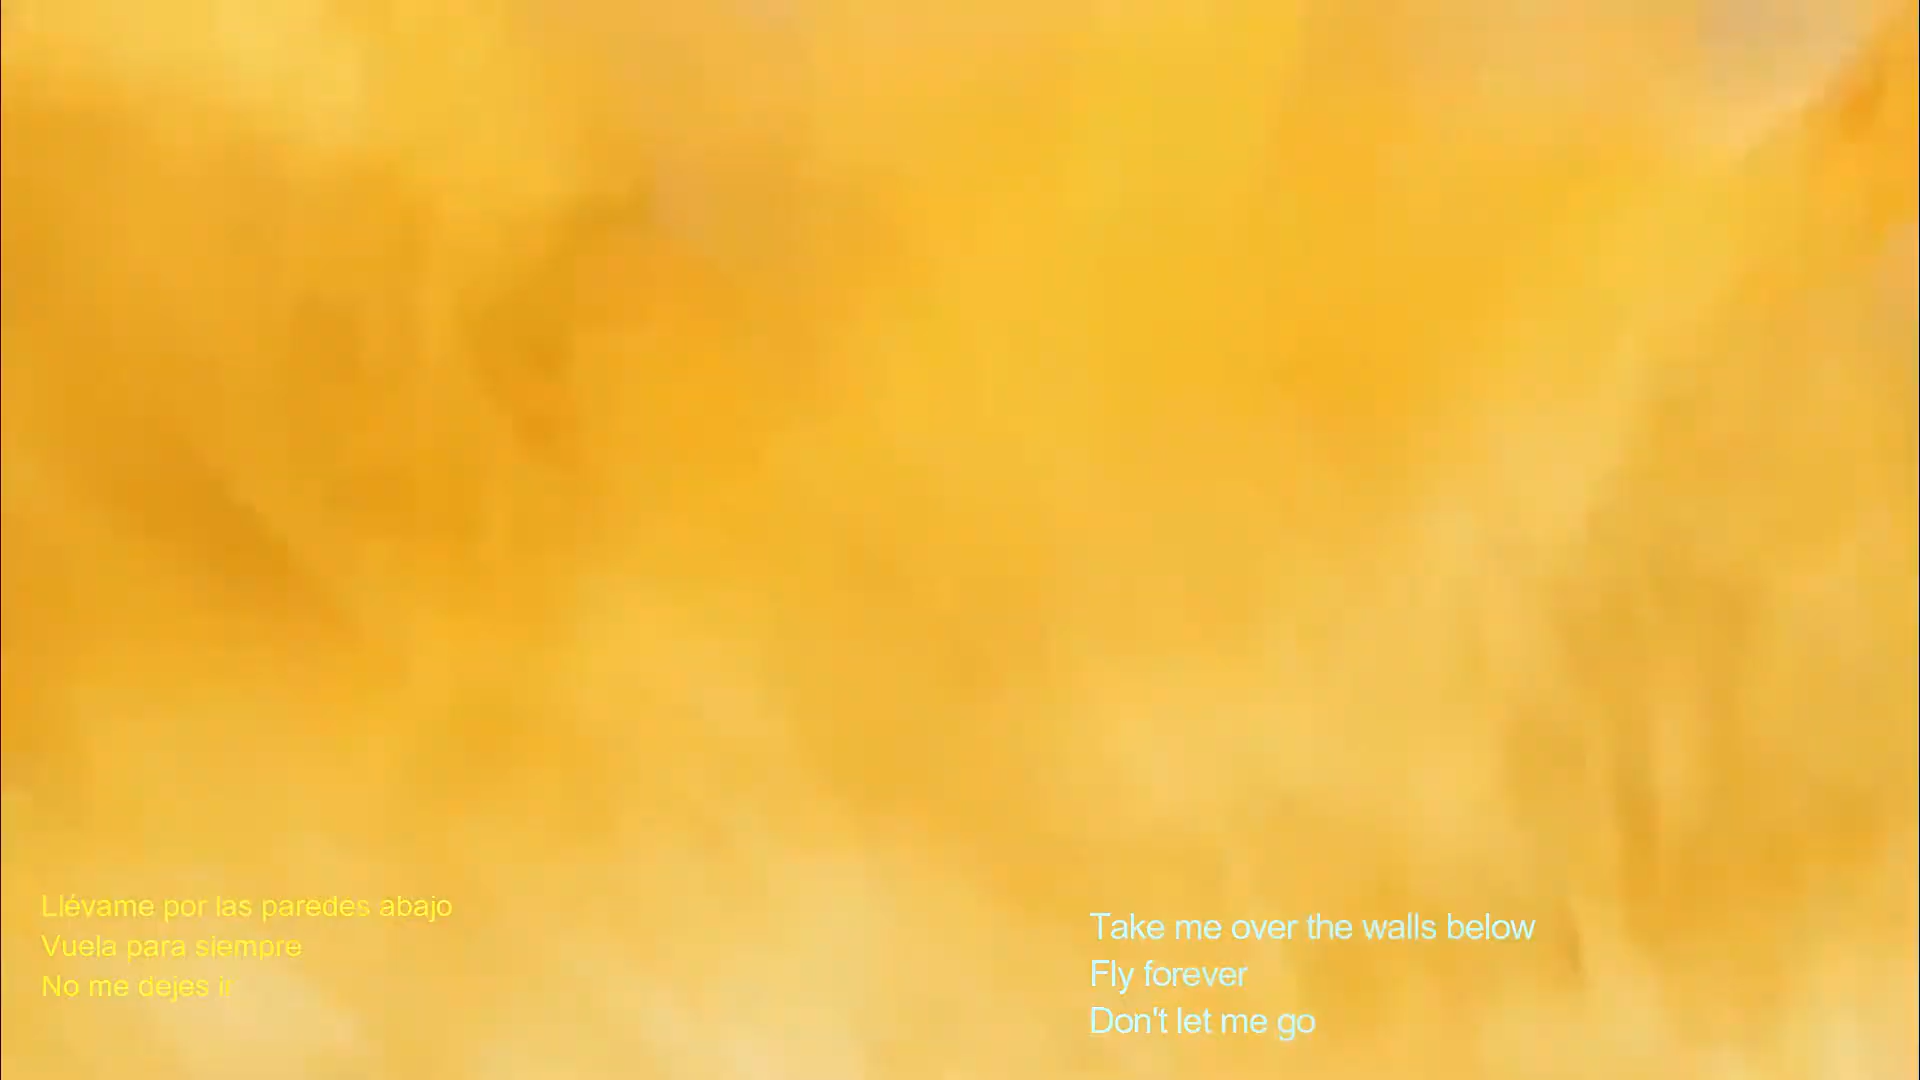 Llévame por las paredes abajo
Vuela para siempre
No me dejes ir
Take me over the walls below
Fly forever
Don't let me go